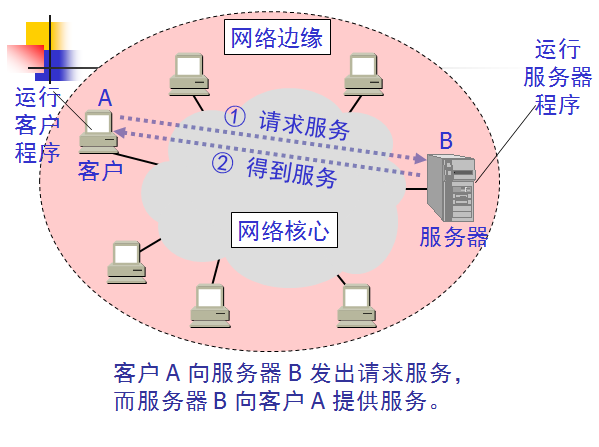 网络边缘
运行
客户
程序
A
客户
① 请求服务
② 得到服务
网络核心
B
服务器
运行
服务器
程序
客户 A 向服务器 B 发出请求服务，
而服务器 B 向客户 A 提供服务。